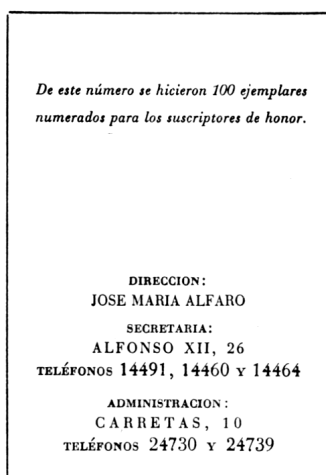 De este número se hicieron 100 ejemplares
numerados para los suscriptores de honor.
DIRECCION:
JOSE MARIA ALFARO
SECRETARIA:
ALFONSO XII, 26
TELÉFONOS 14491, 14460 Y 14464
ADMINISTRACION:
CARRETAS, 10
TELÉFONOS 24730 Y 24739